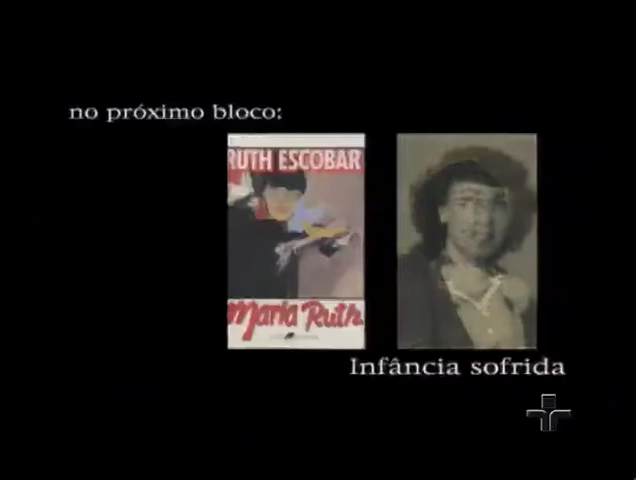 no próximo bloco:
RUTH ESCOBAR
Maria Ruth
Infância sofrida